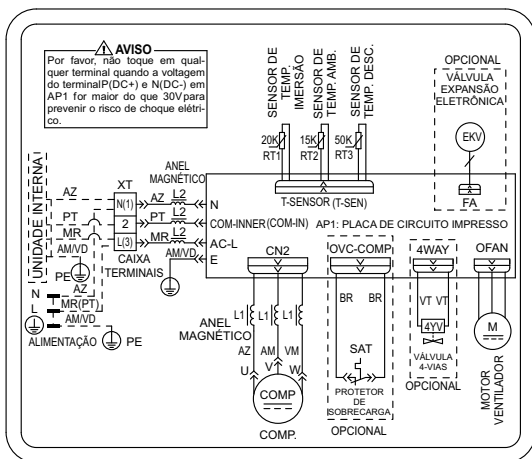 AVISO
Por favor, não toque em qual-
quer terminal quando a voltagem
do terminalP(DC+) e N(DC-) em
AP1 for maior do que 30V para
prevenir o risco de choque elétri-
co.
SENSOR DE
TEMP.
IMERSÃO
SENSOR DE
TEMP. AMB.
SENSOR DE
TEMP. DESC.
OPCIONAL
VÁLVULA
EXPANSÃO
ELETRÔNICA
20K
RT1
15K
RT2
50K
RT3
EKV
FA
UNIDADE INTERNA
ANEL
MAGNÉTICO
XT
AZ
N(1)
AZ
L2
N
T-SENSOR (T-SEN)
PT
2
PT
L2
COM-INNER (COM-IN)
AP1: PLACA DE CIRCUITO IMPRESSO
MR
L(3)
MR
L2
AC-L
AM/VD
CAIXA
TERMINAIS
AM/VD
E
PE
CN2
OVC-COMP
4WAY
OFAN
N
AZ
L
MR(PT)
AM/VD
ALIMENTAÇÃO
PE
ANEL
MAGNÉTICO
L1
L1
L1
AZ
AM
VM
U
V
W
COMP
COMP.
BR
BR
SAT
PROTETOR
DE
SOBRECARGA
OPCIONAL
VT
VT
4YV
VÁLVULA
4-VIAS
OPCIONAL
M
MOTOR
VENTILADOR